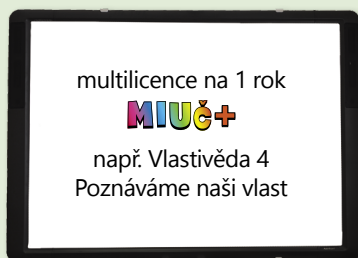 multilicence na 1 rok
MIUč+
např. Vlastivěda 4
Poznáváme naši vlast